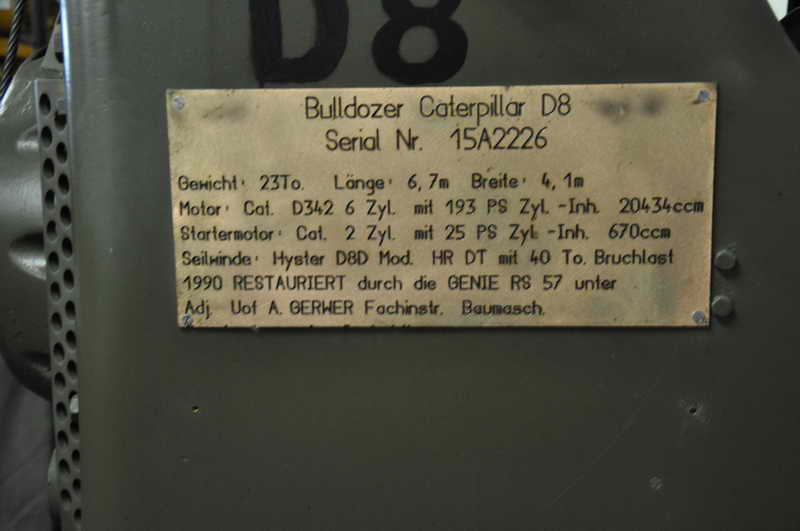 D8
Bulldozer Caterpillar D8
Serial Nr. 15A2226
Gewicht: 23To. Länge: 6,7m Breite: 4,1m
Motor: Cat. D342 6 Zyl. mit 193 PS Zyl. -Inh. 20434ccm
Startermotor: Cat. 2 Zyl. mit 25 PS Zyl. -Inh. 670ccm
Seilwinde: Hyster D8D Mod. HR DT mit 40 To. Bruchlast
1990 RESTAURIERT durch die GENIE RS 57 unter
Adj. Uof A. GERWER Fachinstr. Baumasch.